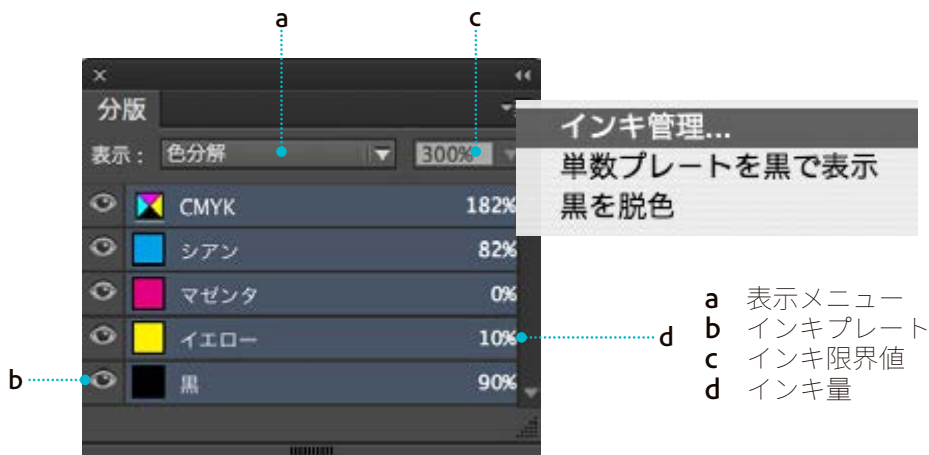 a
c
分版
表示： 色分解 300%
CMYK 182%
シアン 82%
マゼンタ 0%
イエロー 10%
黒 90%
b
d
インキ管理...
単数プレートを黒で表示
黒を脱色
a 表示メニュー
b インキプレート
c インキ限界値
d インキ量